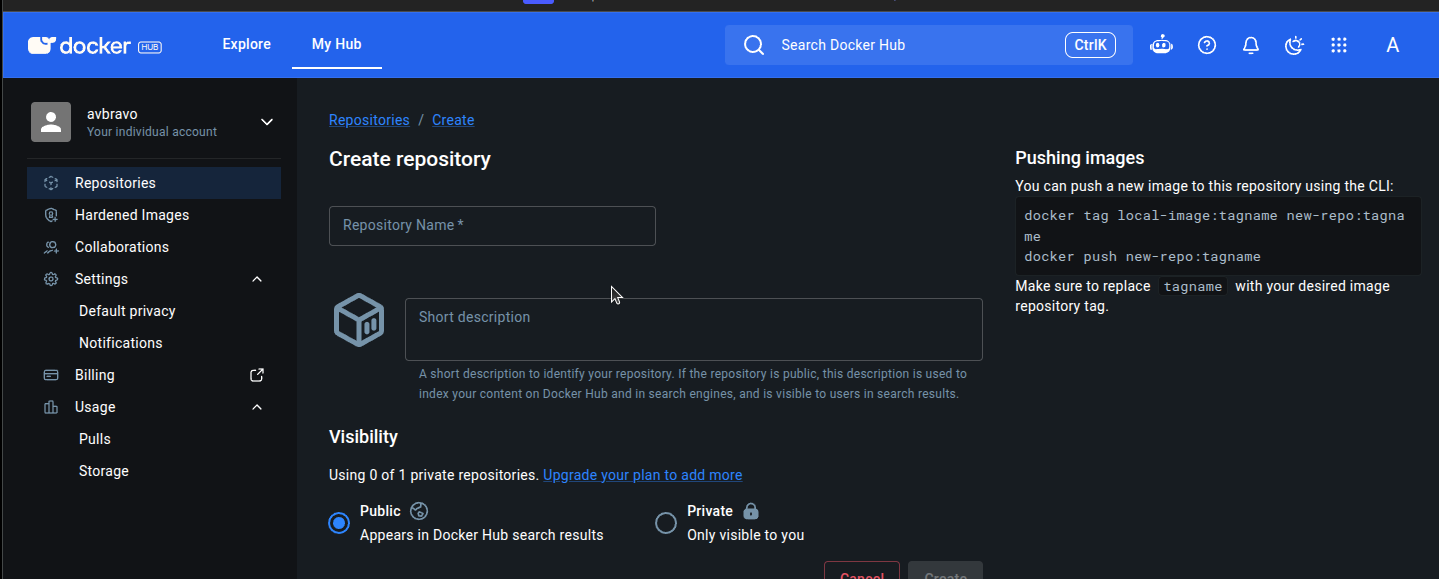 docker HUB
Explore
My Hub
Search Docker Hub
CtrlK
A
avbravo
Your individual account
Repositories
Hardened Images
Collaborations
Settings
Default privacy
Notifications
Billing
Usage
Pulls
Storage
Repositories / Create
Create repository
Repository Name *
Short description
A short description to identify your repository. If the repository is public, this description is used to
index your content on Docker Hub and in search engines, and is visible to users in search results.
Visibility
Using 0 of 1 private repositories. Upgrade your plan to add more
Public
Appears in Docker Hub search results
Private
Only visible to you
Cancel
Create
Pushing images
You can push a new image to this repository using the CLI:
docker tag local-image:tagname new-repo:tagna
me
docker push new-repo:tagname
Make sure to replace tagname with your desired image
repository tag.